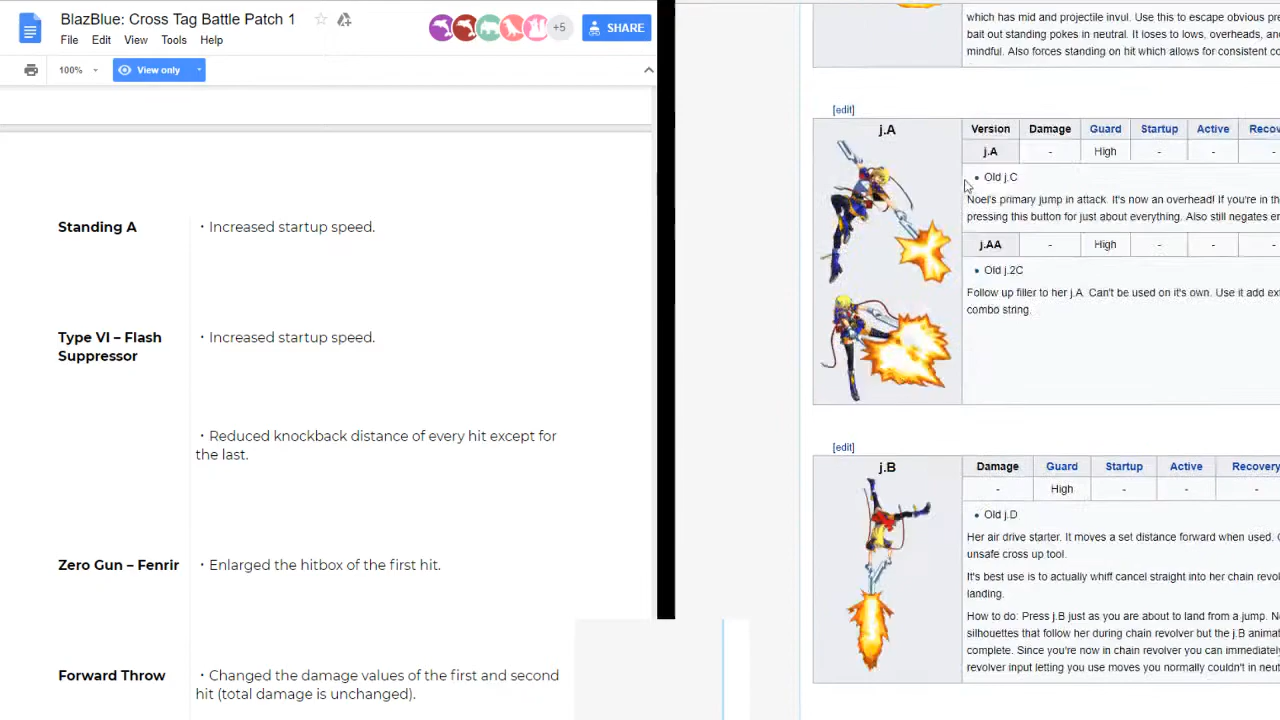 BlazBlue: Cross Tag Battle Patch 1
File Edit View Tools Help
+5
SHARE
100%
View only
Standing A
・Increased startup speed.
Type VI – Flash
Suppressor
・Increased startup speed.
・Reduced knockback distance of every hit except for
the last.
Zero Gun – Fenrir
・Enlarged the hitbox of the first hit.
Forward Throw
・Changed the damage values of the first and second
hit (total damage is unchanged).
which has mid and projectile invul. Use this to escape obvious pr
bait out standing pokes in neutral. It loses to lows, overheads, an
mindful. Also forces standing on hit which allows for consistent co
[edit]
j.A
Version Damage Guard Startup Active Recov
j.A - High - - -
• Old j.C
Noel's primary jump in attack. It's now an overhead! If you're in th
pressing this button for just about everything. Also still negates e
j.AA - High - - -
• Old j.2C
Follow up filler to her j.A. Can't be used on it's own. Use it add ex
combo string.
[edit]
j.B
Damage Guard Startup Active Recovery
- High - - -
• Old j.D
Her air drive starter. It moves a set distance forward when used. C
unsafe cross up tool.
It's best use is to actually whiff cancel straight into her chain revol
landing.
How to do: Press j.B just as you are about to land from a jump. N
silhouettes that follow her during chain revolver but the j.B animat
complete. Since you're now in chain revolver you can immediately
revolver input letting you use moves you normally couldn't in neut